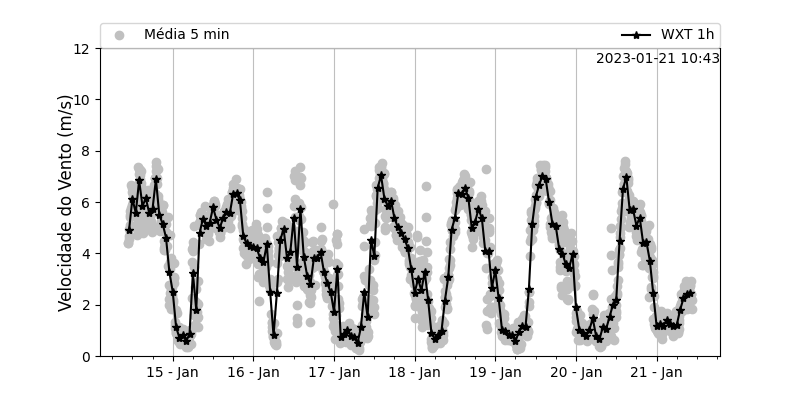 Média 5 min
WXT 1h
2023-01-21 10:43
Velocidade do Vento (m/s)
12
10
8
6
4
2
0
15 - Jan
16 - Jan
17 - Jan
18 - Jan
19 - Jan
20 - Jan
21 - Jan